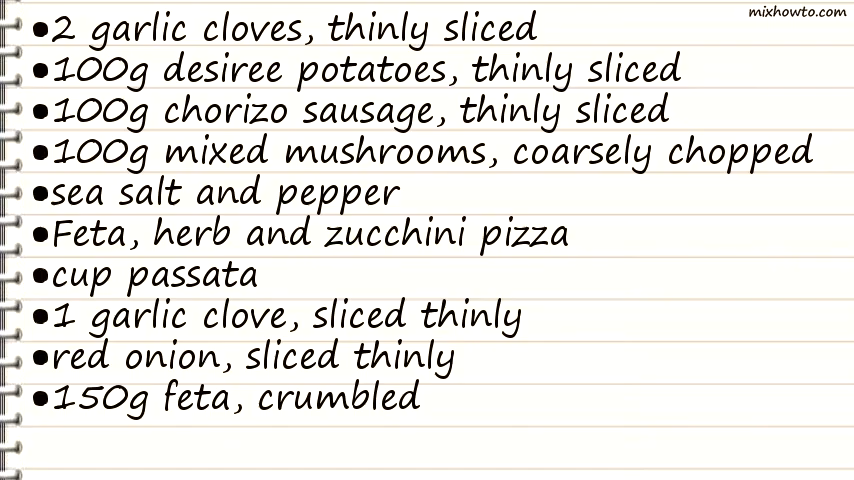 mixhowto.com
•2 garlic cloves, thinly sliced
•100g desiree potatoes, thinly sliced
•100g chorizo sausage, thinly sliced
•100g mixed mushrooms, coarsely chopped
•sea salt and pepper
•Feta, herb and zucchini pizza
•cup passata
•1 garlic clove, sliced thinly
•red onion, sliced thinly
•150g feta, crumbled